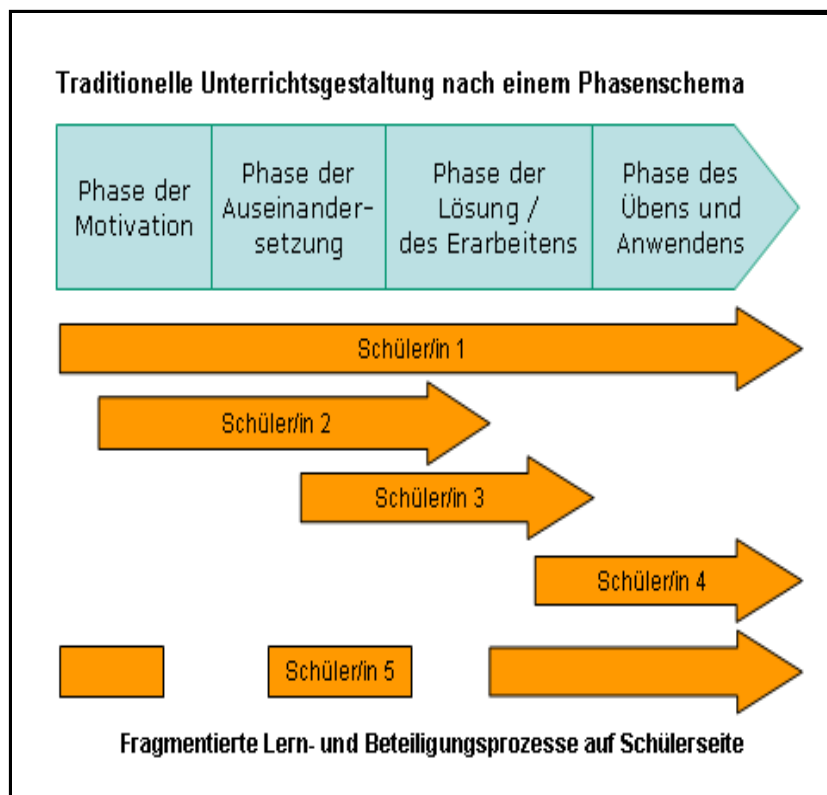 Traditionelle Unterrichtsgestaltung nach einem Phasenschema
Phase der
Motivation
Phase der
Auseinander-
setzung
Phase der
Lösung /
des Erarbeitens
Phase des
Übens und
Anwendens
Schüler/in 1
Schüler/in 2
Schüler/in 3
Schüler/in 4
Schüler/in 5
Fragmentierte Lern- und Beteiligungsprozesse auf Schülerseite